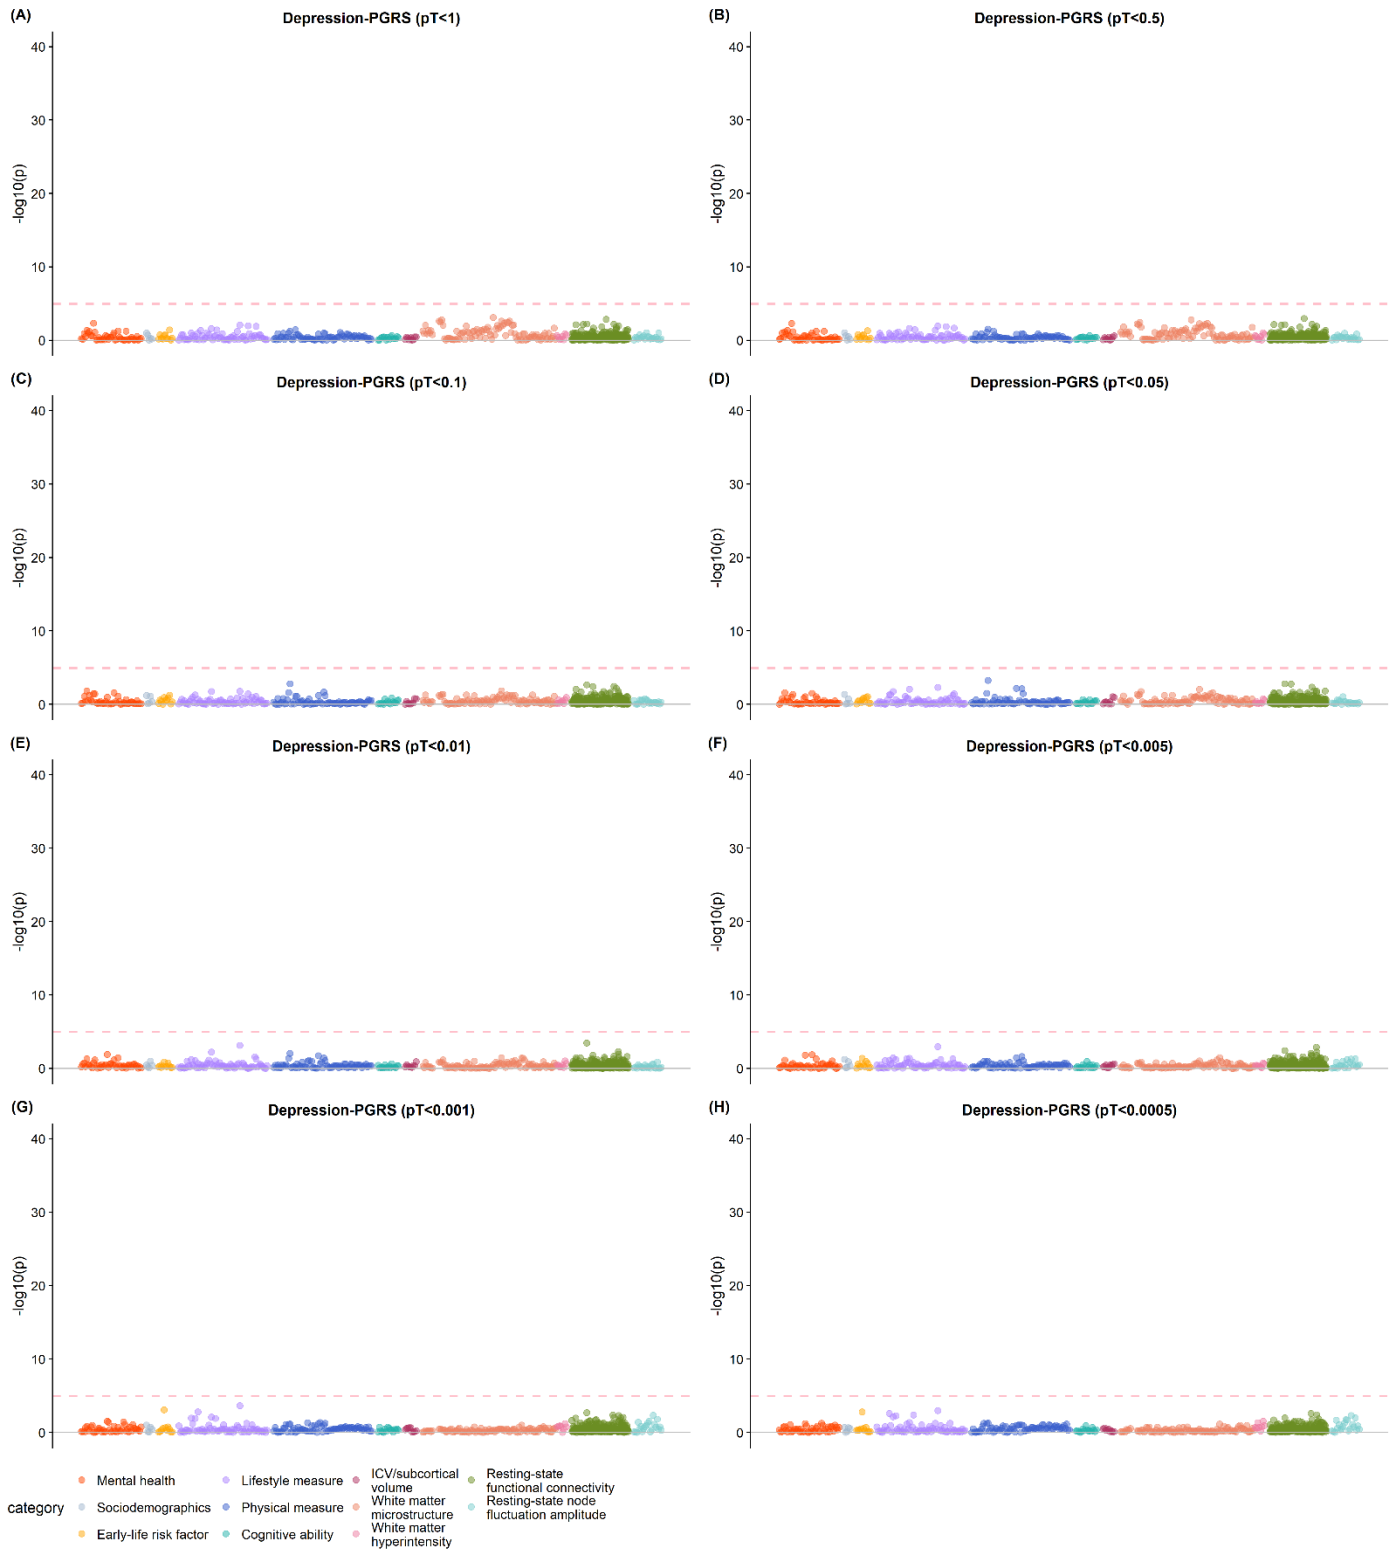 (A)
Depression-PGRS (pT<1)
40
30
20
10
0
-log10(p)
(B)
Depression-PGRS (pT<0.5)
40
30
20
10
0
-log10(p)
(C)
Depression-PGRS (pT<0.1)
40
30
20
10
0
-log10(p)
(D)
Depression-PGRS (pT<0.05)
40
30
20
10
0
-log10(p)
(E)
Depression-PGRS (pT<0.01)
40
30
20
10
0
-log10(p)
(F)
Depression-PGRS (pT<0.005)
40
30
20
10
0
-log10(p)
(G)
Depression-PGRS (pT<0.001)
40
30
20
10
0
-log10(p)
(H)
Depression-PGRS (pT<0.0005)
40
30
20
10
0
-log10(p)
category
Mental health
Sociodemographics
Early-life risk factor
Lifestyle measure
Physical measure
Cognitive ability
ICV/subcortical
volume
White matter
microstructure
White matter
hyperintensity
Resting-state
functional connectivity
Resting-state node
fluctuation amplitude